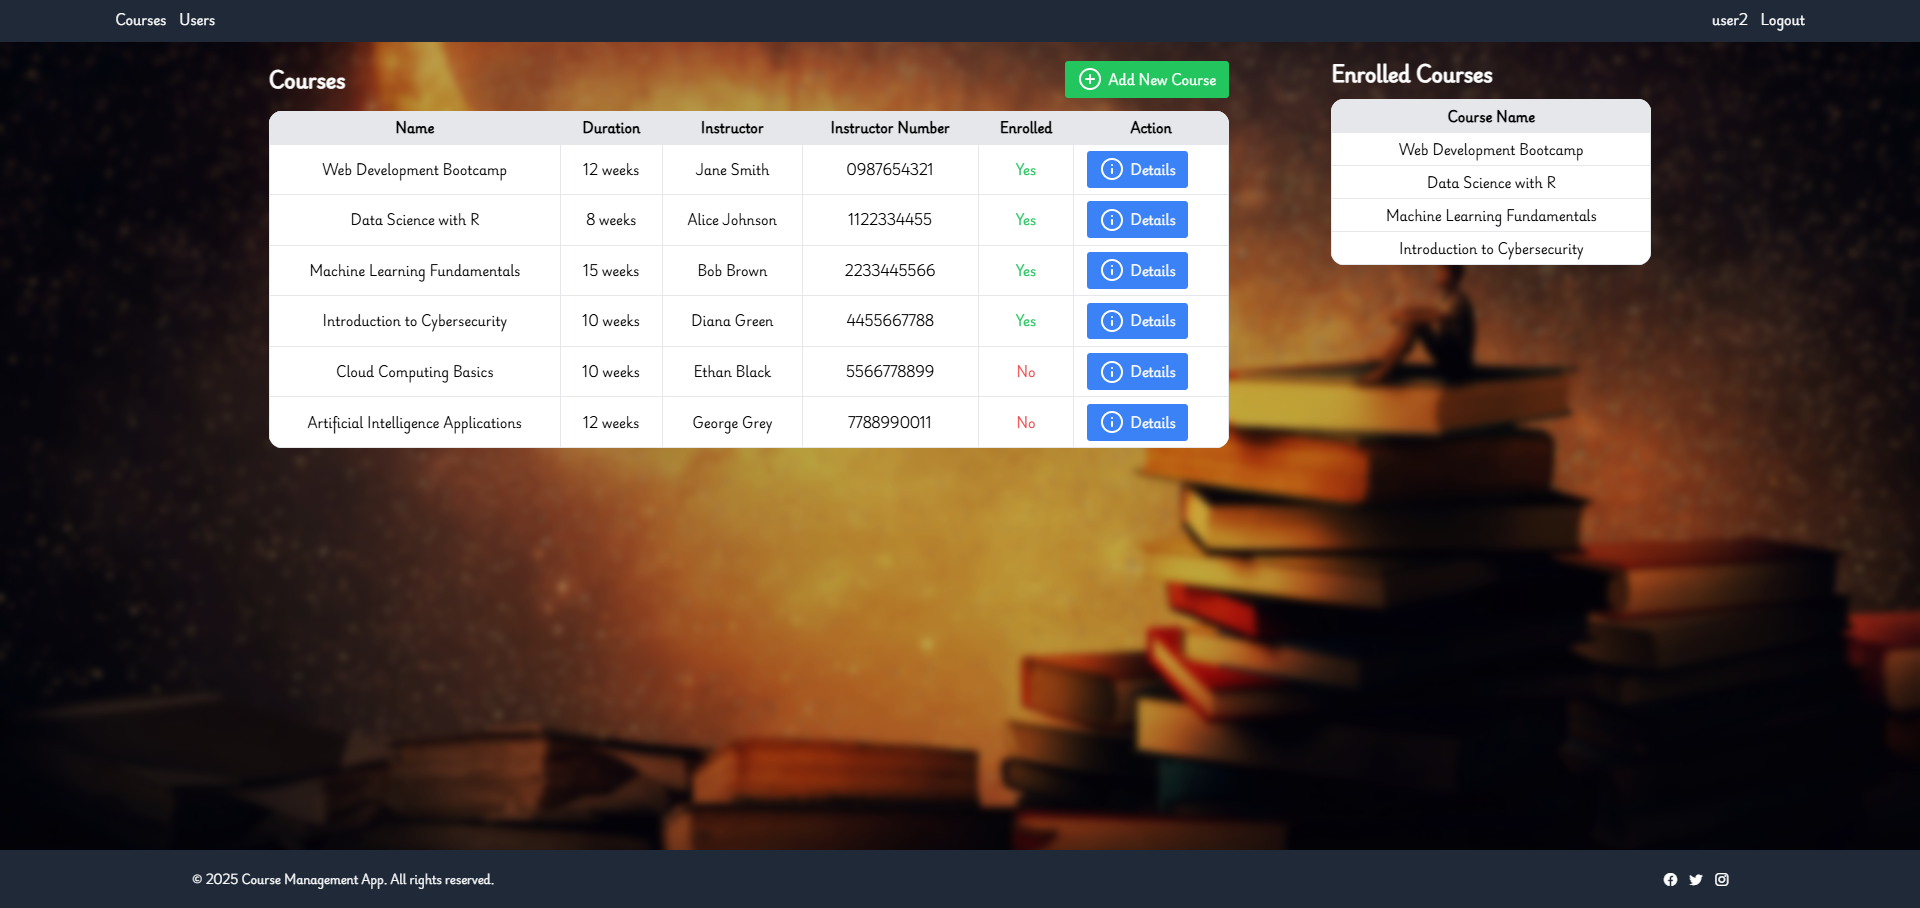 Courses Users user2 Logout
Courses
Add New Course
Name Duration Instructor Instructor Number Enrolled Action
Web Development Bootcamp 12 weeks Jane Smith 0987654321 Yes Details
Data Science with R 8 weeks Alice Johnson 1122334455 Yes Details
Machine Learning Fundamentals 15 weeks Bob Brown 2233445566 Yes Details
Introduction to Cybersecurity 10 weeks Diana Green 4455667788 Yes Details
Cloud Computing Basics 10 weeks Ethan Black 5566778899 No Details
Artificial Intelligence Applications 12 weeks George Grey 7788990011 No Details
Enrolled Courses
Course Name
Web Development Bootcamp
Data Science with R
Machine Learning Fundamentals
Introduction to Cybersecurity
© 2025 Course Management App. All rights reserved.